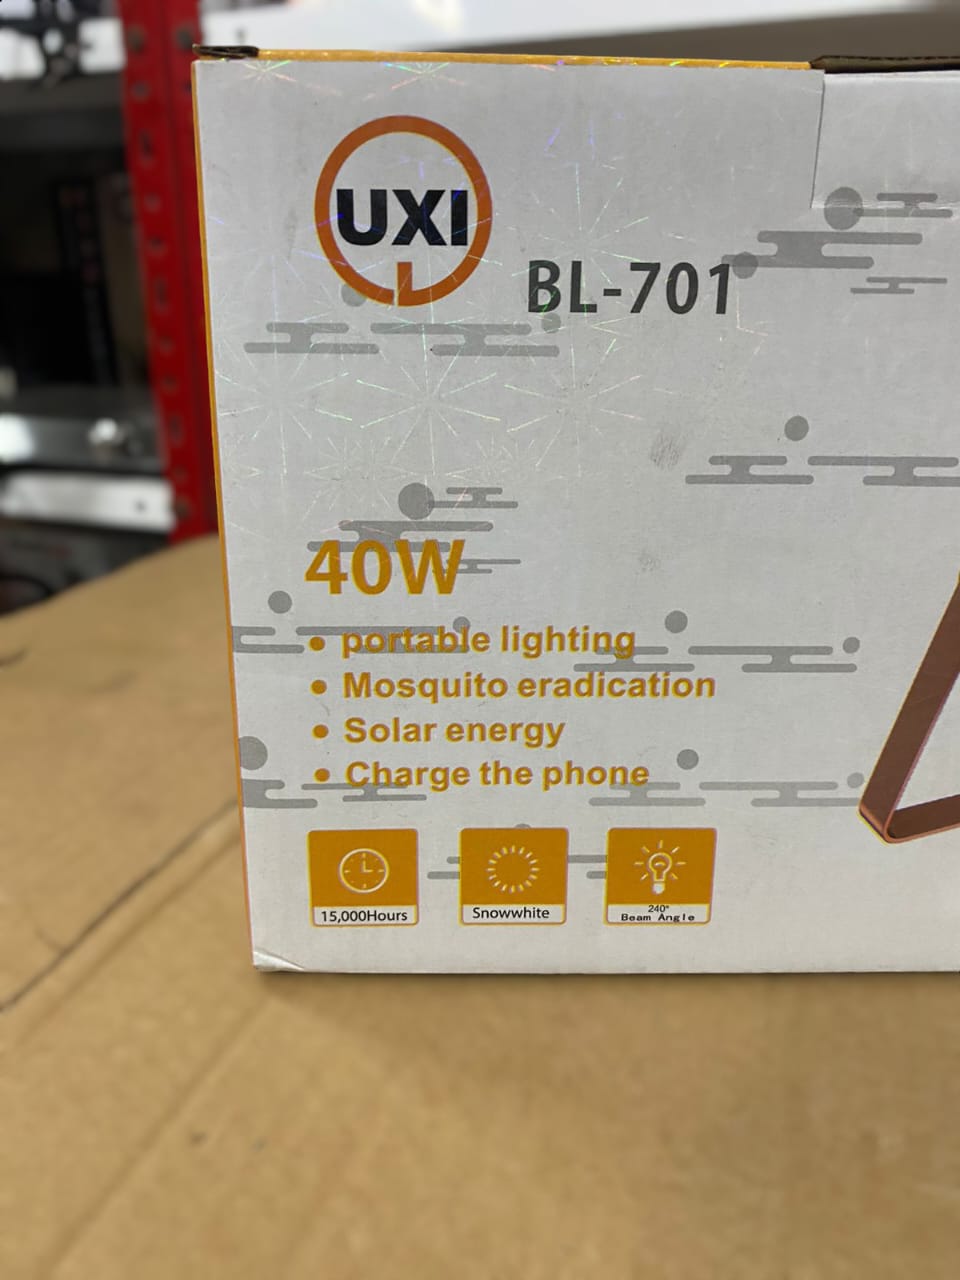 UXI
BL-701
40W
• portable lighting
• Mosquito eradication
• Solar energy
• Charge the phone
15,000Hours
Snowwhite
240°
Beam Angle